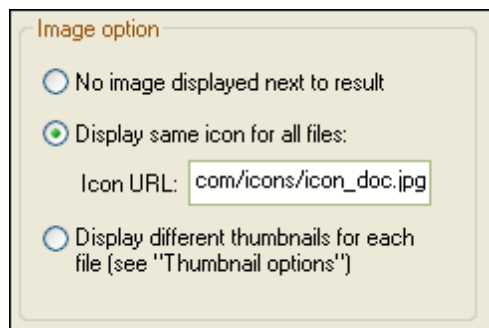 Image option
No image displayed next to result
Display same icon for all files:
Icon URL: com/icons/icon_doc.jpg
Display different thumbnails for each
file (see "Thumbnail options")